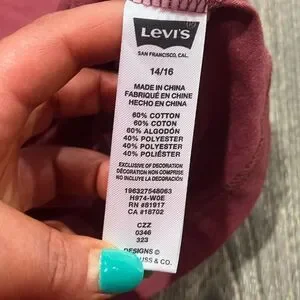 LEVI'S
SAN FRANCISCO, CAL.
14/16
MADE IN CHINA
FABRIQUÉ EN CHINE
HECHO EN CHINA
60% COTTON
60% COTON
60% ALGODÓN
40% POLYESTER
40% POLYESTER
40% POLIÉSTER
EXCLUSIVE OF DECORATION
DÉCORATION NON COMPRISE
NO INCLUYE LA DECORACIÓN
196327548063
H974-W0E
RN #81917
CA #18702
CZZ
0346
323
DESIGNS ©
USS & CO.